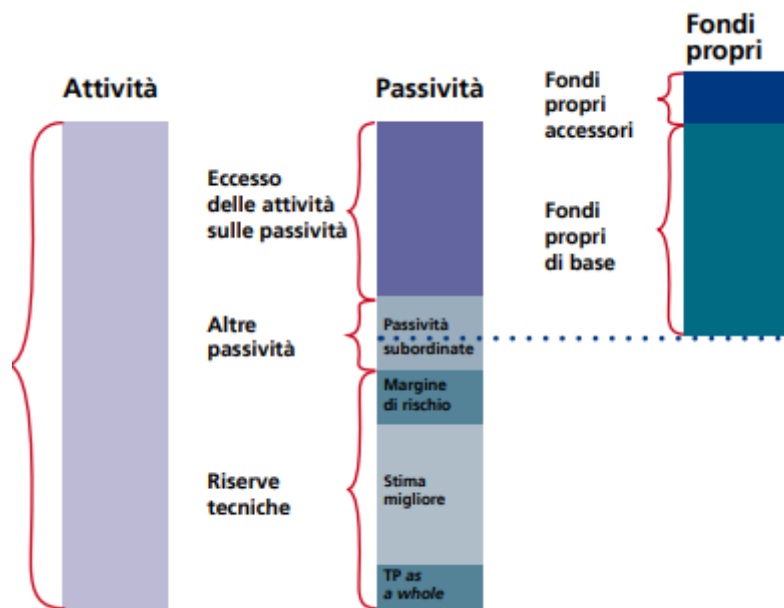 Attività
Passività
Fondi
propri
Fondi
propri
accessori
Eccesso
delle attività
sulle passività
Fondi
propri
di base
Altre
passività
Passività
subordinate
Margine
di rischio
Riserve
tecniche
Stima
migliore
TP as
a whole